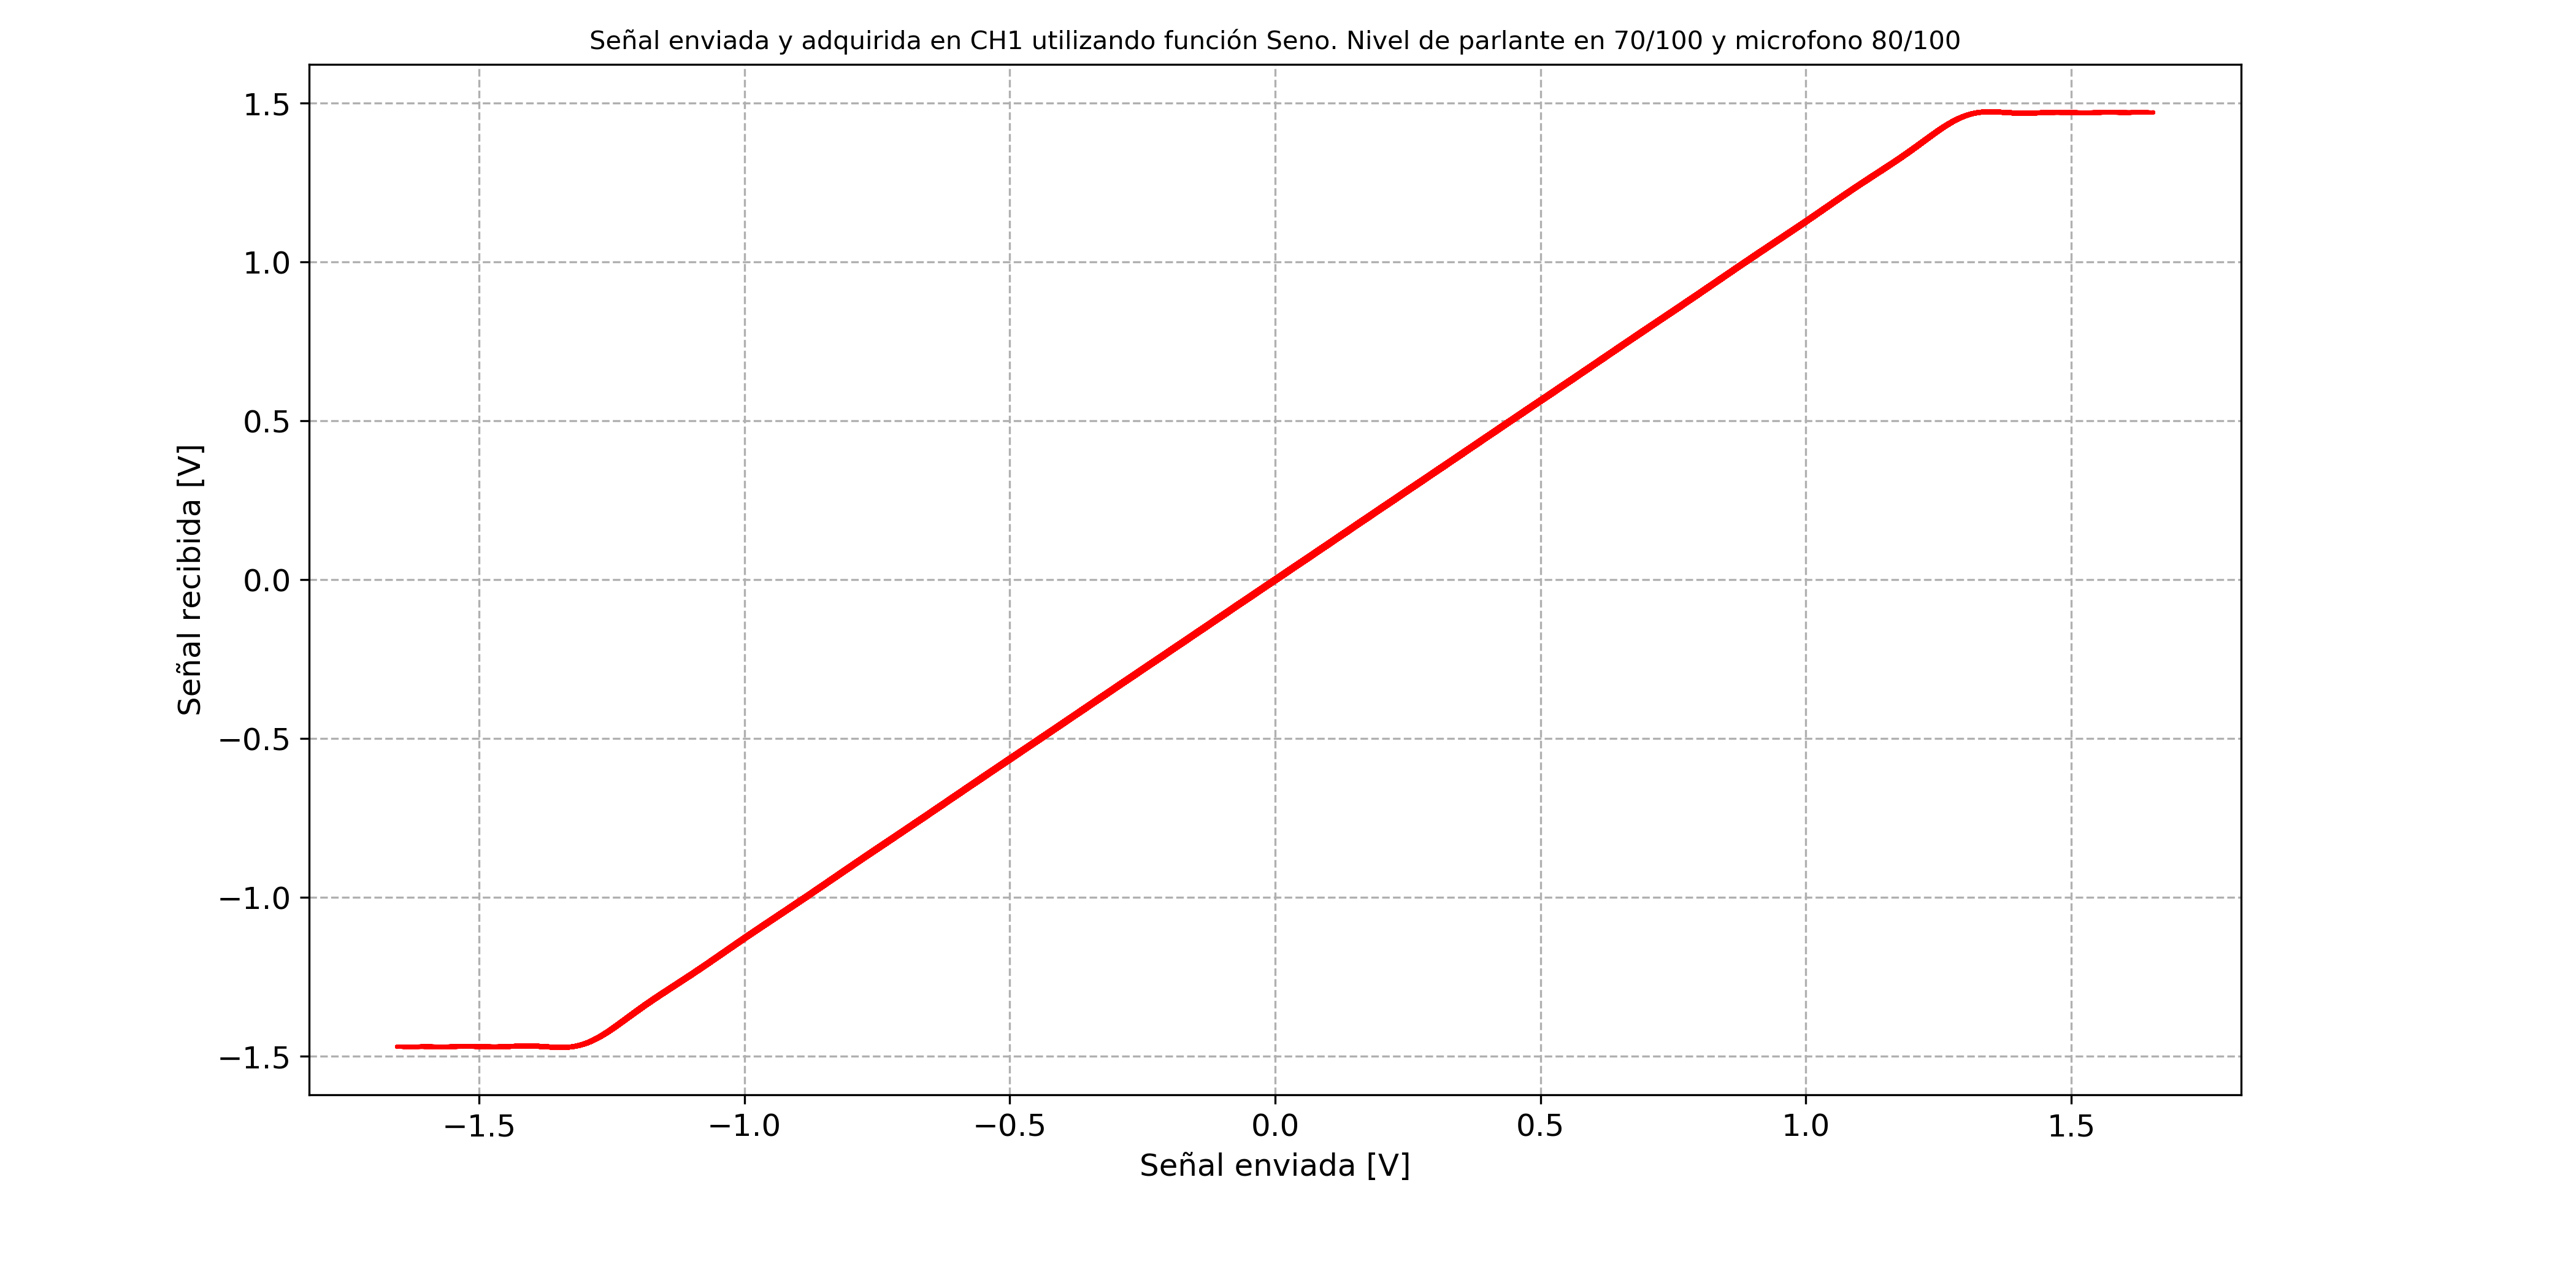 Señal enviada y adquirida en CH1 utilizando función Seno. Nivel de parlante en 70/100 y microfono 80/100
1.5
1.0
0.5
0.0
−0.5
−1.0
−1.5
Señal recibida [V]
−1.5 −1.0 −0.5 0.0 0.5 1.0 1.5
Señal enviada [V]